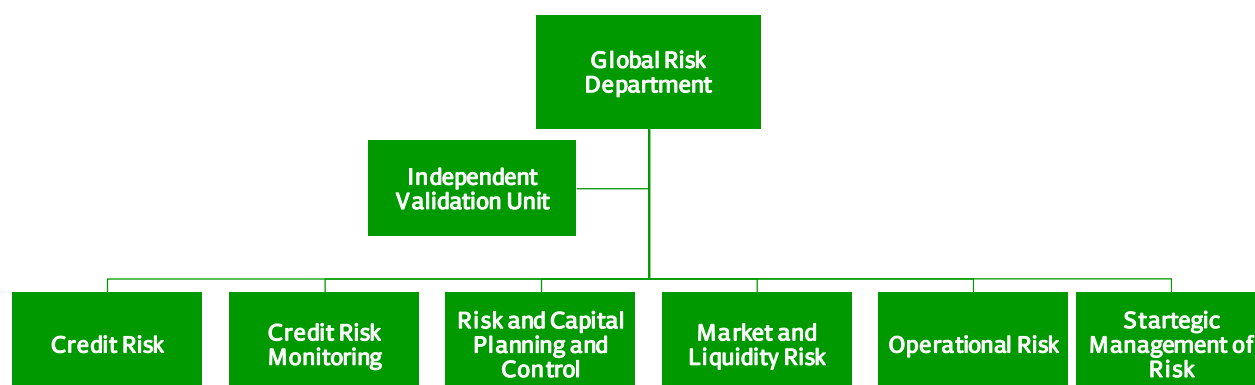 Global Risk
Department
Independent
Validation Unit
Credit Risk
Credit Risk
Monitoring
Risk and Capital
Planning and
Control
Market and
Liquidity Risk
Operational Risk
Startegic
Management of
Risk